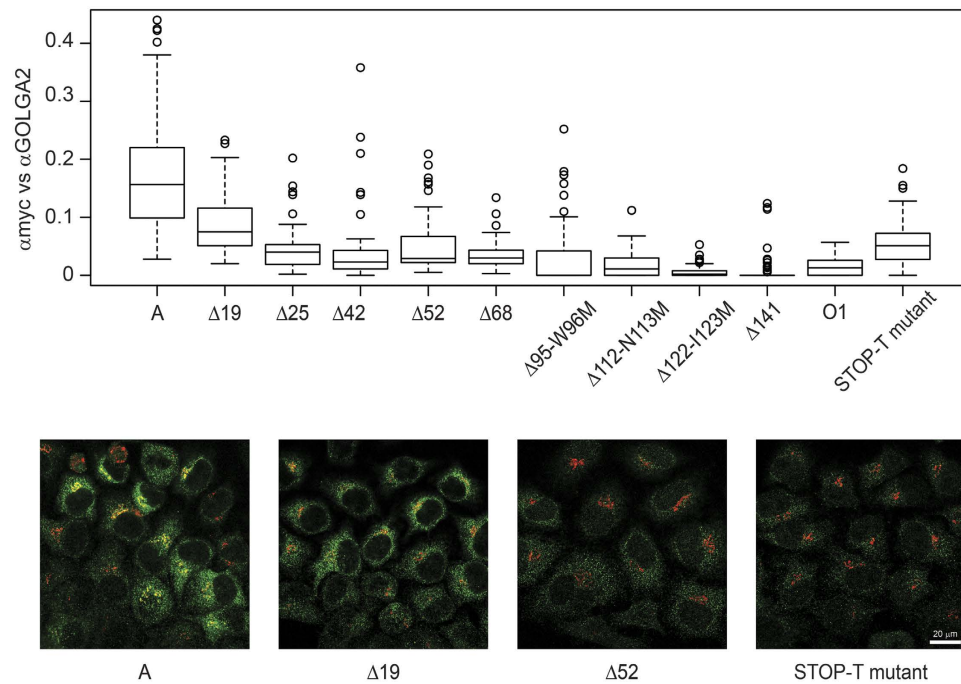 0.4
0.3
0.2
0.1
0
αmyc vs αGOLGA2
A
Δ19
Δ25
Δ42
Δ52
Δ68
Δ95-W96M
Δ112-N113M
Δ122-I123M
Δ141
O1
STOP-T mutant
20 μm
A
Δ19
Δ52
STOP-T mutant